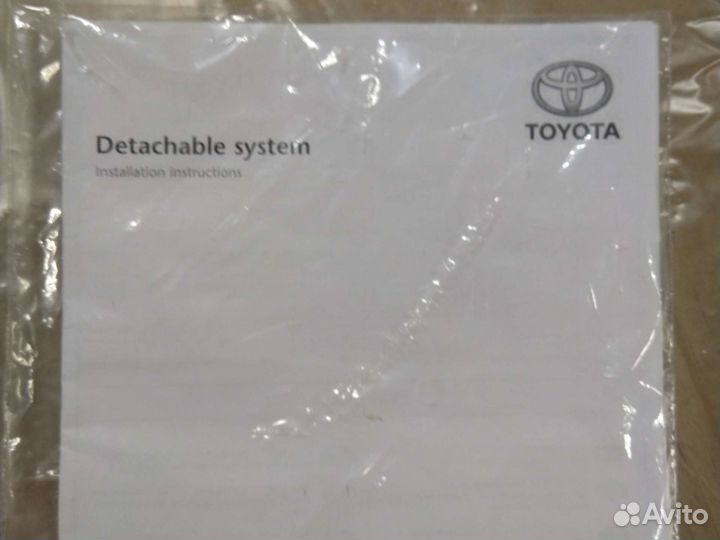 TOYOTA
Detachable system
Installation instructions
Avito